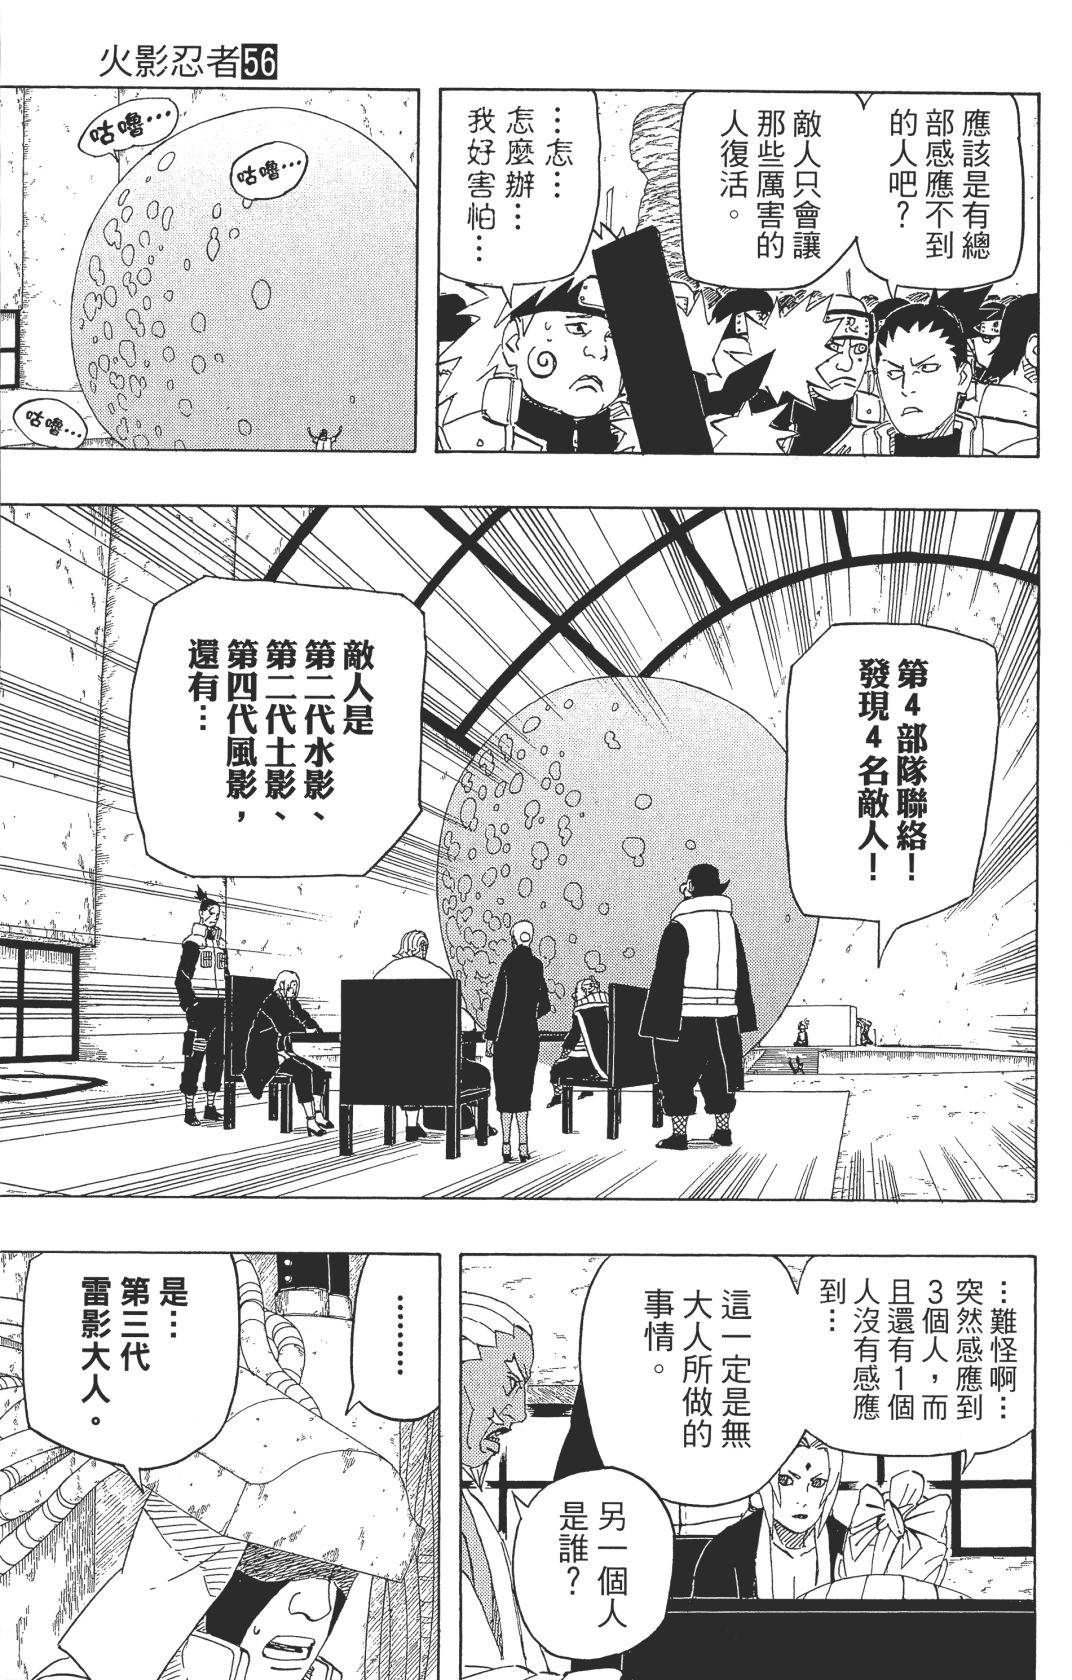 火影忍者56
應該是有總
部感應不到
的人吧？
敵人只會讓
那些厲害的
人復活。
…怎…
怎麼辦…
我好害怕…
咕嚕…
咕嚕…
咕嚕…
第4部隊聯絡！
發現4名敵人！
敵人是
第二代水影、
第二代土影、
第四代風影，
還有…
…難怪啊…
突然感應到
3個人，而
且還有1個
人沒有感應
到…
這一定是無
大人所做的
事情。
另一個人
是誰？
………
是…
第三代
雷影大人。
忍